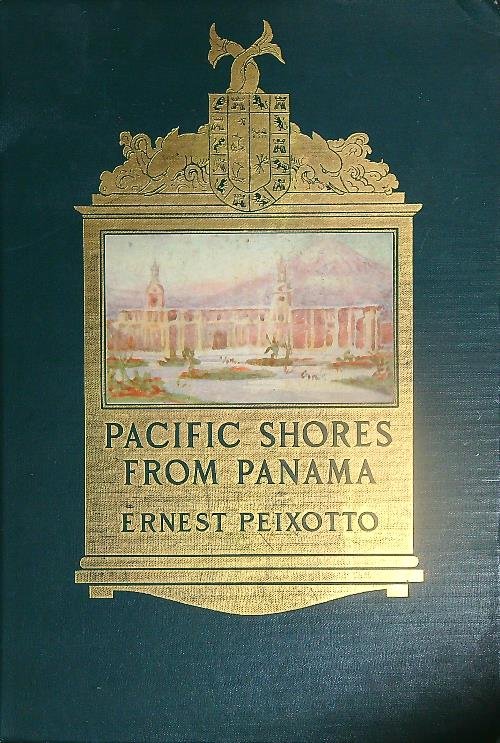 PACIFIC SHORES
FROM PANAMA
ERNEST PEIXOTTO